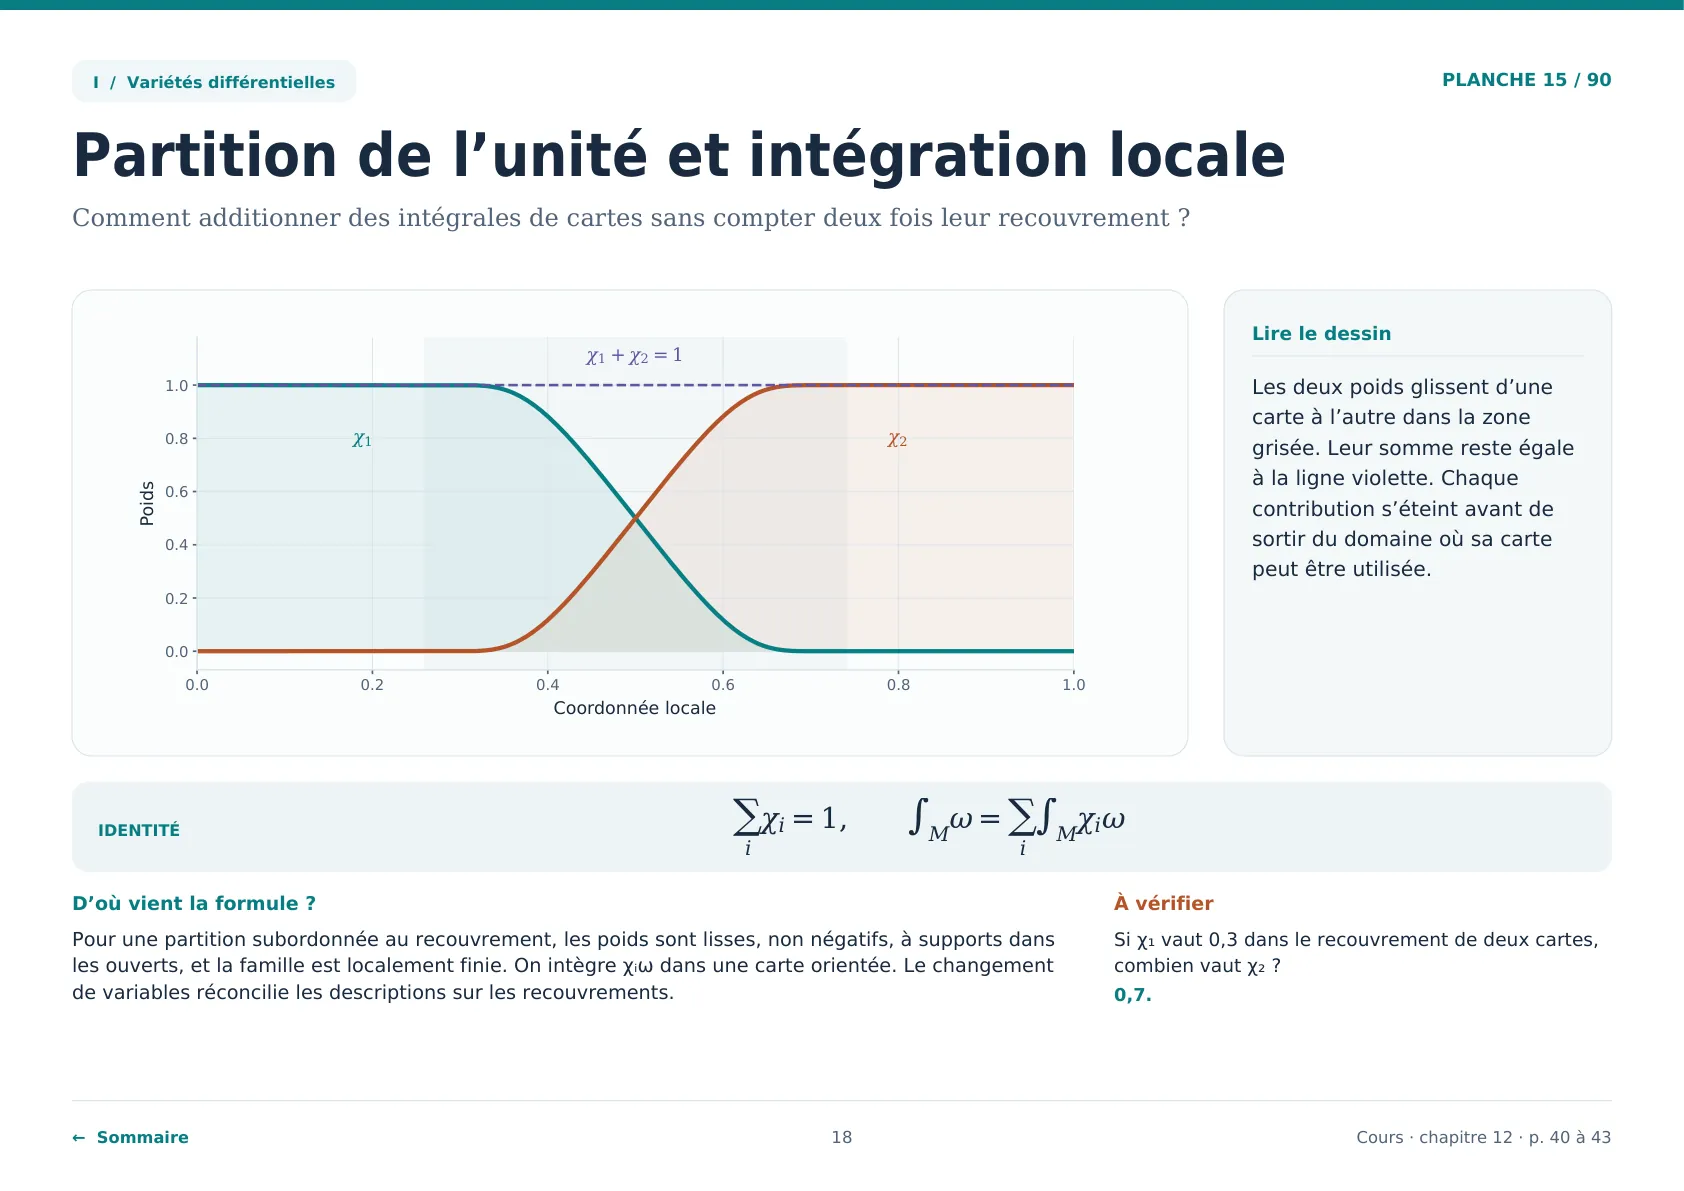 I / Variétés différentielles
PLANCHE 15 / 90
Partition de l’unité et intégration locale
Comment additionner des intégrales de cartes sans compter deux fois leur recouvrement ?
χ₁ + χ₂ = 1
χ₁
χ₂
1.0
0.8
0.6
0.4
0.2
0.0
Poids
0.0 0.2 0.4 0.6 0.8 1.0
Coordonnée locale
Lire le dessin
Les deux poids glissent d’une
carte à l’autre dans la zone
grisée. Leur somme reste égale
à la ligne violette. Chaque
contribution s’éteint avant de
sortir du domaine où sa carte
peut être utilisée.
IDENTITÉ
∑_i χ_i = 1, ∫_M ω = ∑_i ∫_M χ_i ω
D’où vient la formule ?
Pour une partition subordonnée au recouvrement, les poids sont lisses, non négatifs, à supports dans
les ouverts, et la famille est localement finie. On intègre χᵢω dans une carte orientée. Le changement
de variables réconcilie les descriptions sur les recouvrements.
À vérifier
Si χ₁ vaut 0,3 dans le recouvrement de deux cartes,
combien vaut χ₂ ?
0,7.
← Sommaire
18
Cours · chapitre 12 · p. 40 à 43